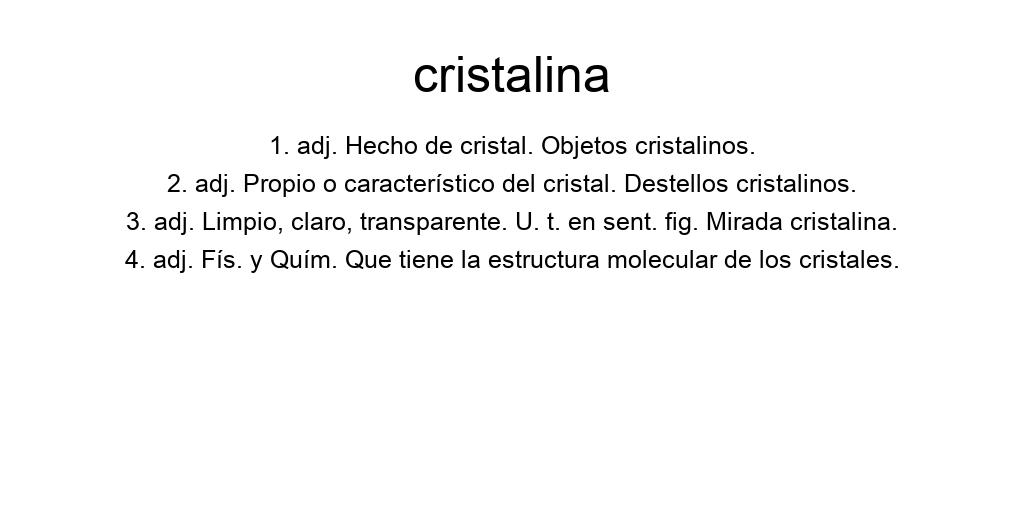 cristalina
1. adj. Hecho de cristal. Objetos cristalinos.
2. adj. Propio o característico del cristal. Destellos cristalinos.
3. adj. Limpio, claro, transparente. U. t. en sent. fig. Mirada cristalina.
4. adj. Fís. y Quím. Que tiene la estructura molecular de los cristales.